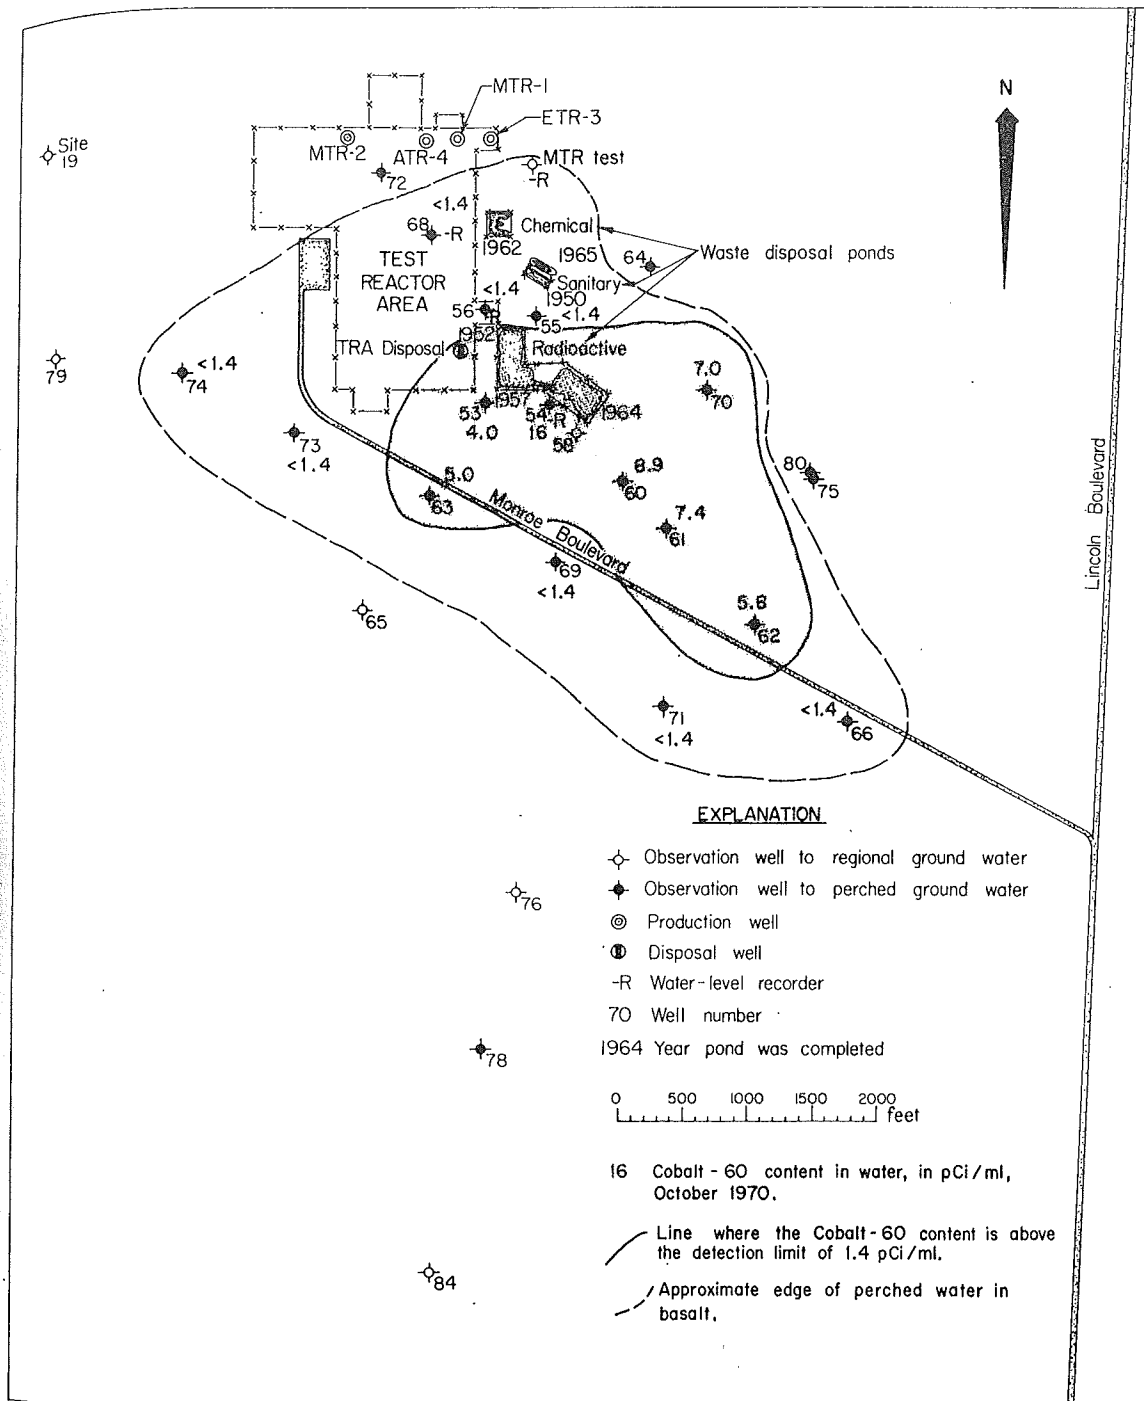 N
MTR-1
ETR-3
Site
19
MTR-2
ATR-4
MTR test
-R
72
<1.4
68
-R
Chemical
1962
Waste disposal ponds
64
1965
Sanitary
1950
TEST
REACTOR
AREA
<1.4
56
-R
55
<1.4
1952
TRA Disposal
Radioactive
79
<1.4
74
7.0
70
53
1957
54
-R
1964
4.0
16
58
73
<1.4
5.0
63
8.9
60
80
75
Lincoln Boulevard
Monroe Boulevard
7.4
61
69
<1.4
65
5.8
62
71
<1.4
<1.4
66
EXPLANATION
Observation well to regional ground water
Observation well to perched ground water
Production well
Disposal well
-R Water-level recorder
70 Well number
1964 Year pond was completed
76
78
84
0 500 1000 1500 2000
feet
16 Cobalt-60 content in water, in pCi/ml,
October 1970.
Line where the Cobalt-60 content is above
the detection limit of 1.4 pCi/ml.
Approximate edge of perched water in
basalt.